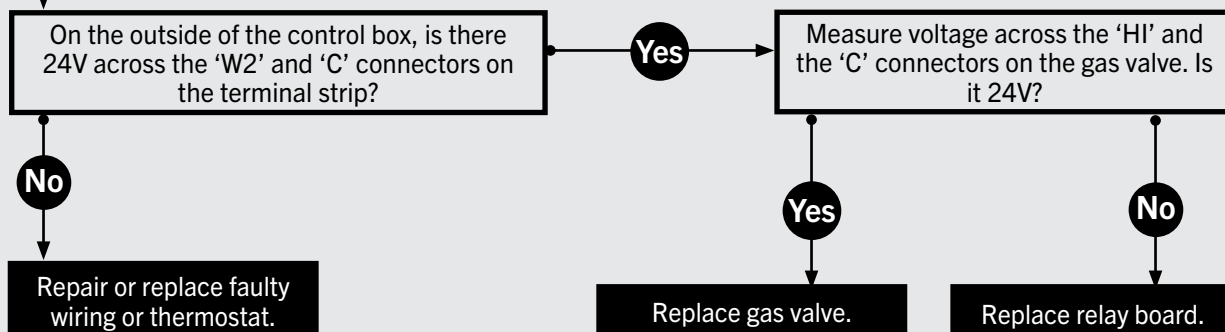 On the outside of the control box, is there
24V across the ‘W2’ and ‘C’ connectors on
the terminal strip?
Yes
Measure voltage across the ‘HI’ and
the ‘C’ connectors on the gas valve. Is
it 24V?
No
Yes
No
Repair or replace faulty
wiring or thermostat.
Replace gas valve.
Replace relay board.